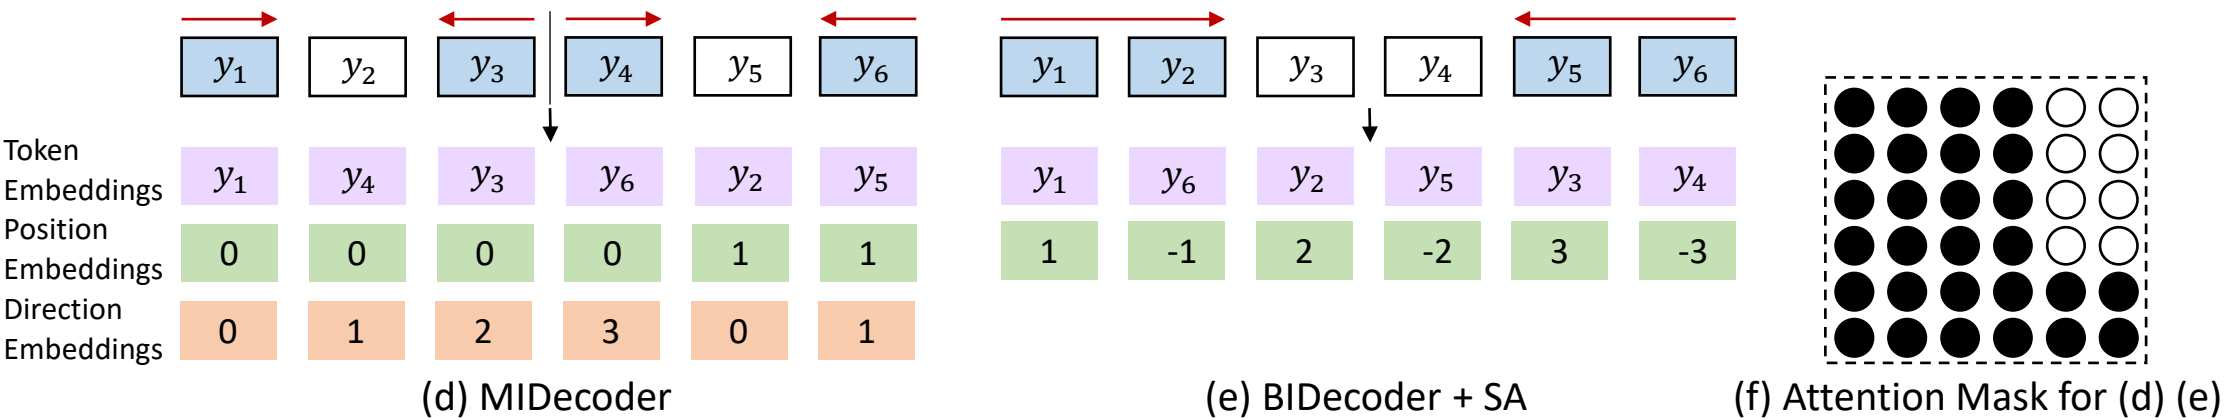 y₁ y₂ y₃ y₄ y₅ y₆ y₁ y₂ y₃ y₄ y₅ y₆
Token
Embeddings y₁ y₄ y₃ y₆ y₂ y₅ y₁ y₆ y₂ y₅ y₃ y₄
Position
Embeddings 0 0 0 0 1 1 1 -1 2 -2 3 -3
Direction
Embeddings 0 1 2 3 0 1
(d) MIDecoder (e) BIDecoder + SA (f) Attention Mask for (d) (e)